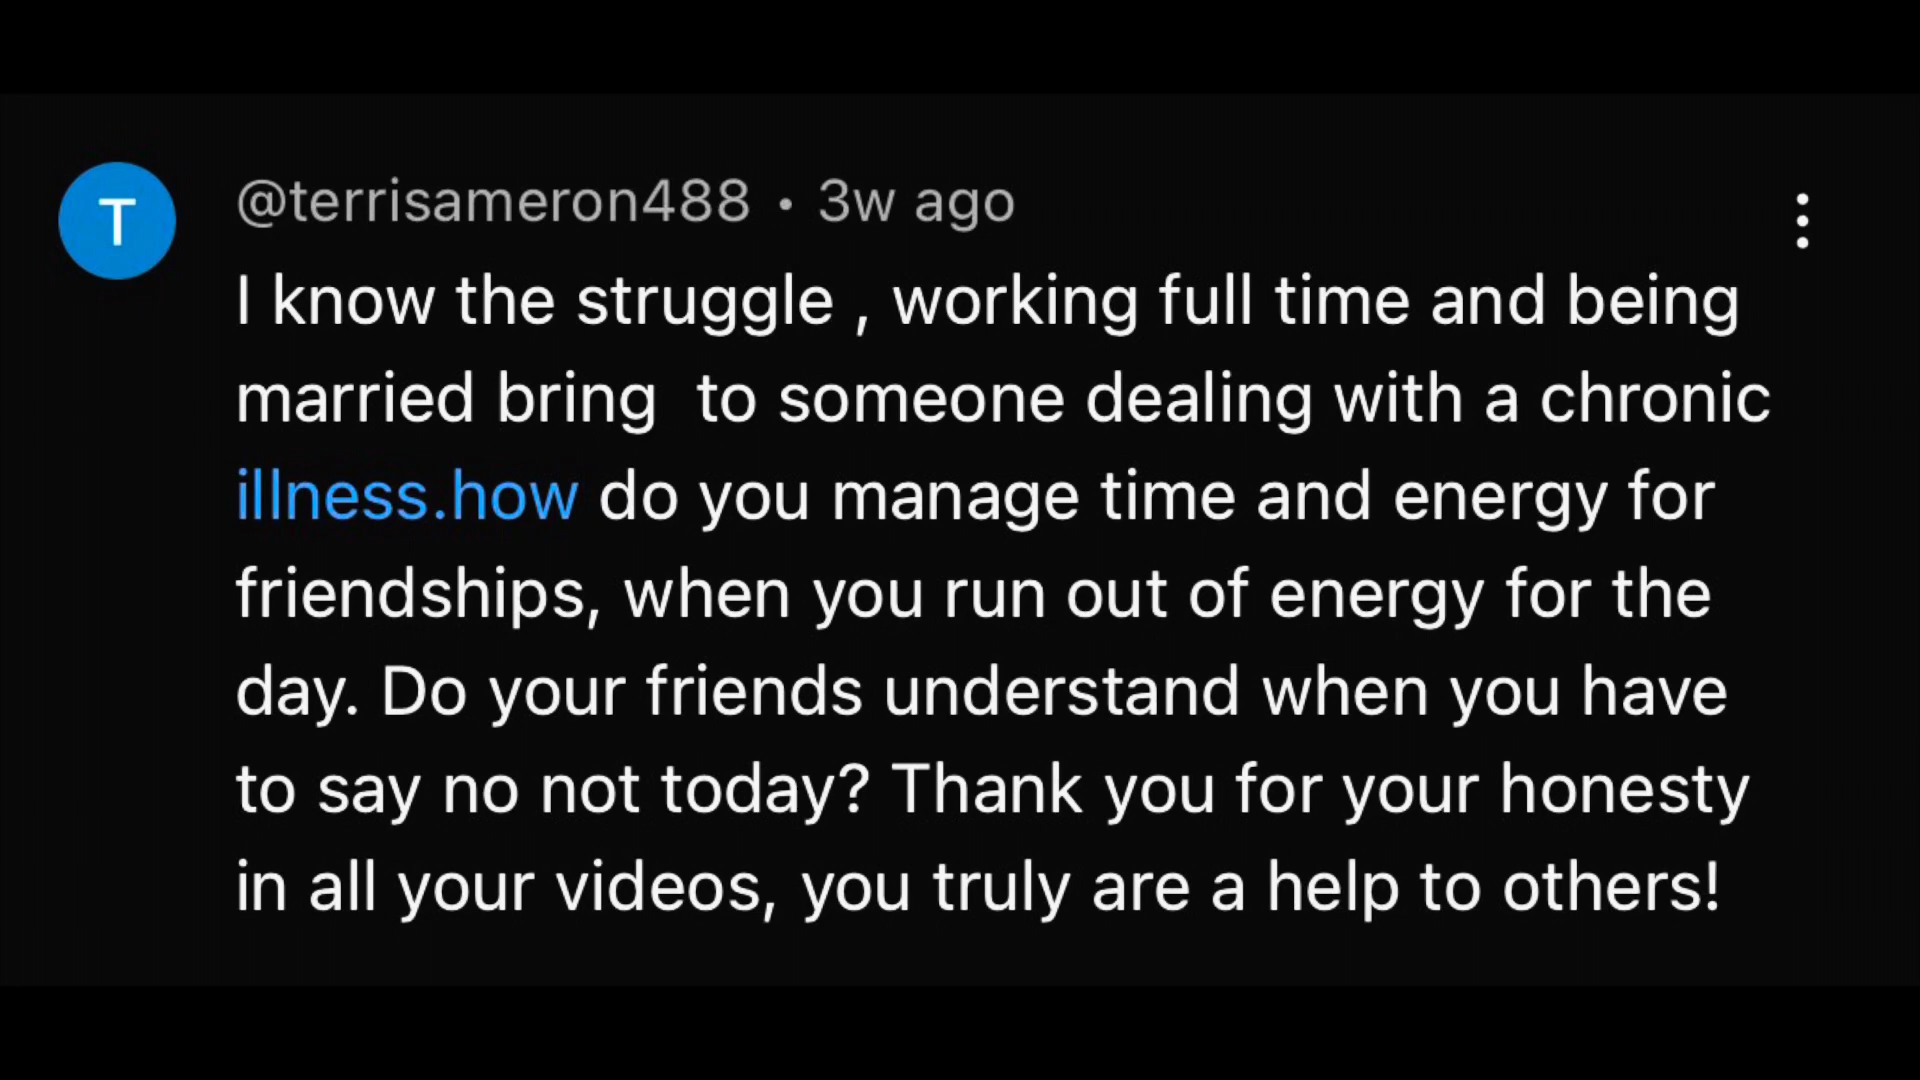 T
@terrisameron488 • 3w ago
I know the struggle , working full time and being
married bring  to someone dealing with a chronic
illness.how do you manage time and energy for
friendships, when you run out of energy for the
day. Do your friends understand when you have
to say no not today? Thank you for your honesty
in all your videos, you truly are a help to others!